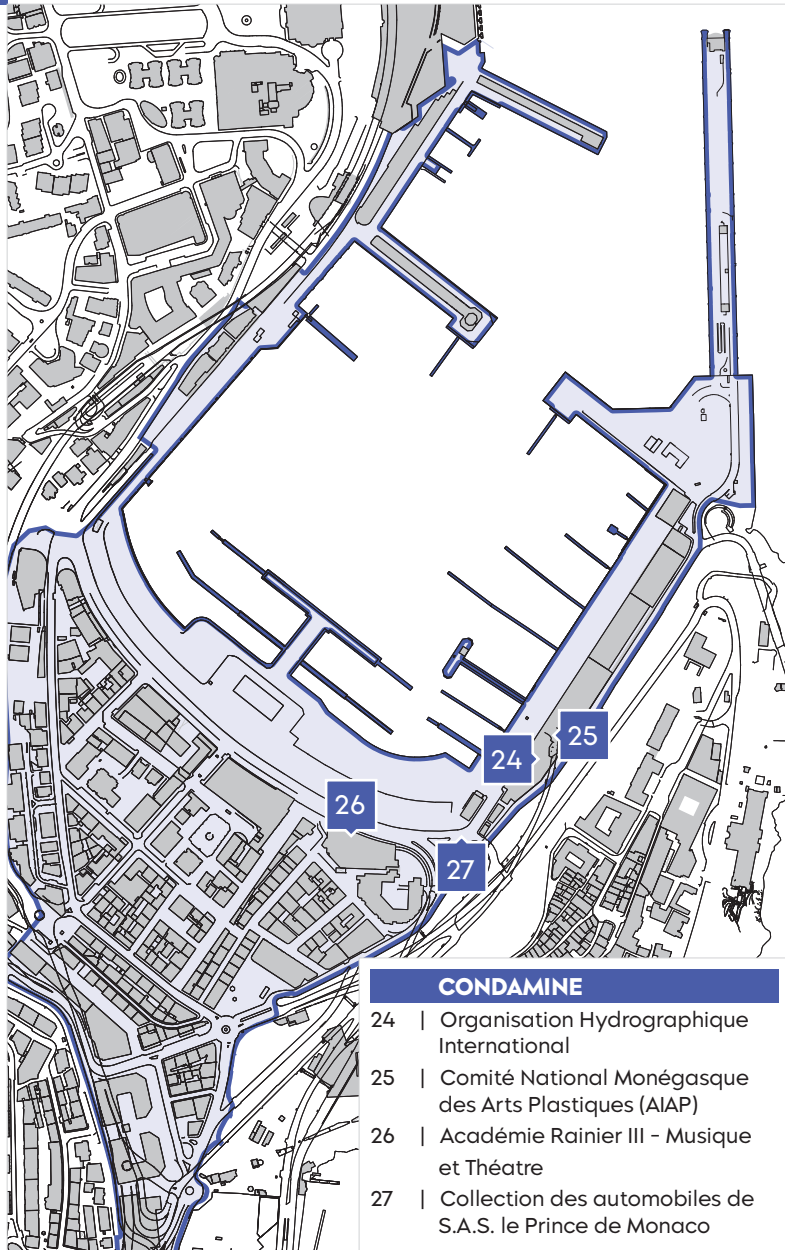 25
24
26
27
CONDAMINE
24 | Organisation Hydrographique
International
25 | Comité National Monégasque
des Arts Plastiques (AIAP)
26 | Académie Rainier III - Musique
et Théatre
27 | Collection des automobiles de
S.A.S. le Prince de Monaco